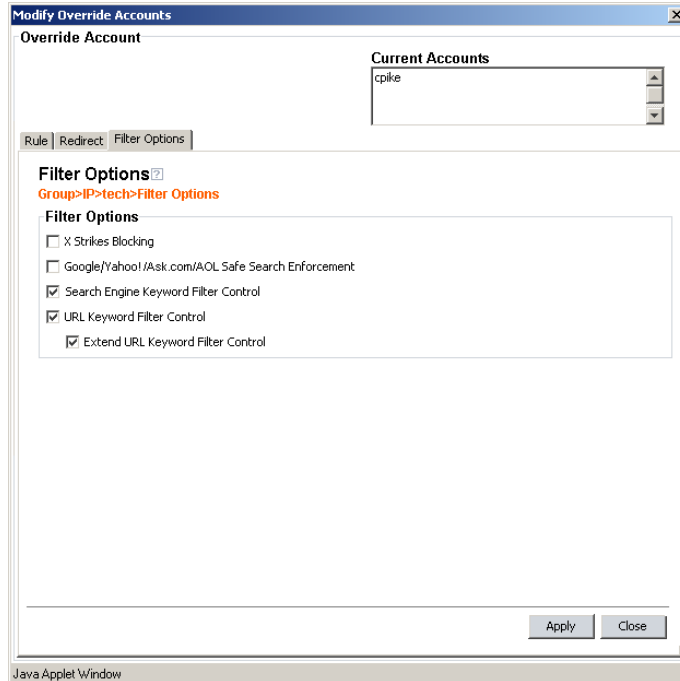 Modify Override Accounts
Override Account
Current Accounts
cpike
Rule Redirect Filter Options
Filter Options
Group>IP>tech>Filter Options
Filter Options
X Strikes Blocking
Google/Yahoo!/Ask.com/AOL Safe Search Enforcement
Search Engine Keyword Filter Control
URL Keyword Filter Control
Extend URL Keyword Filter Control
Apply Close
Java Applet Window